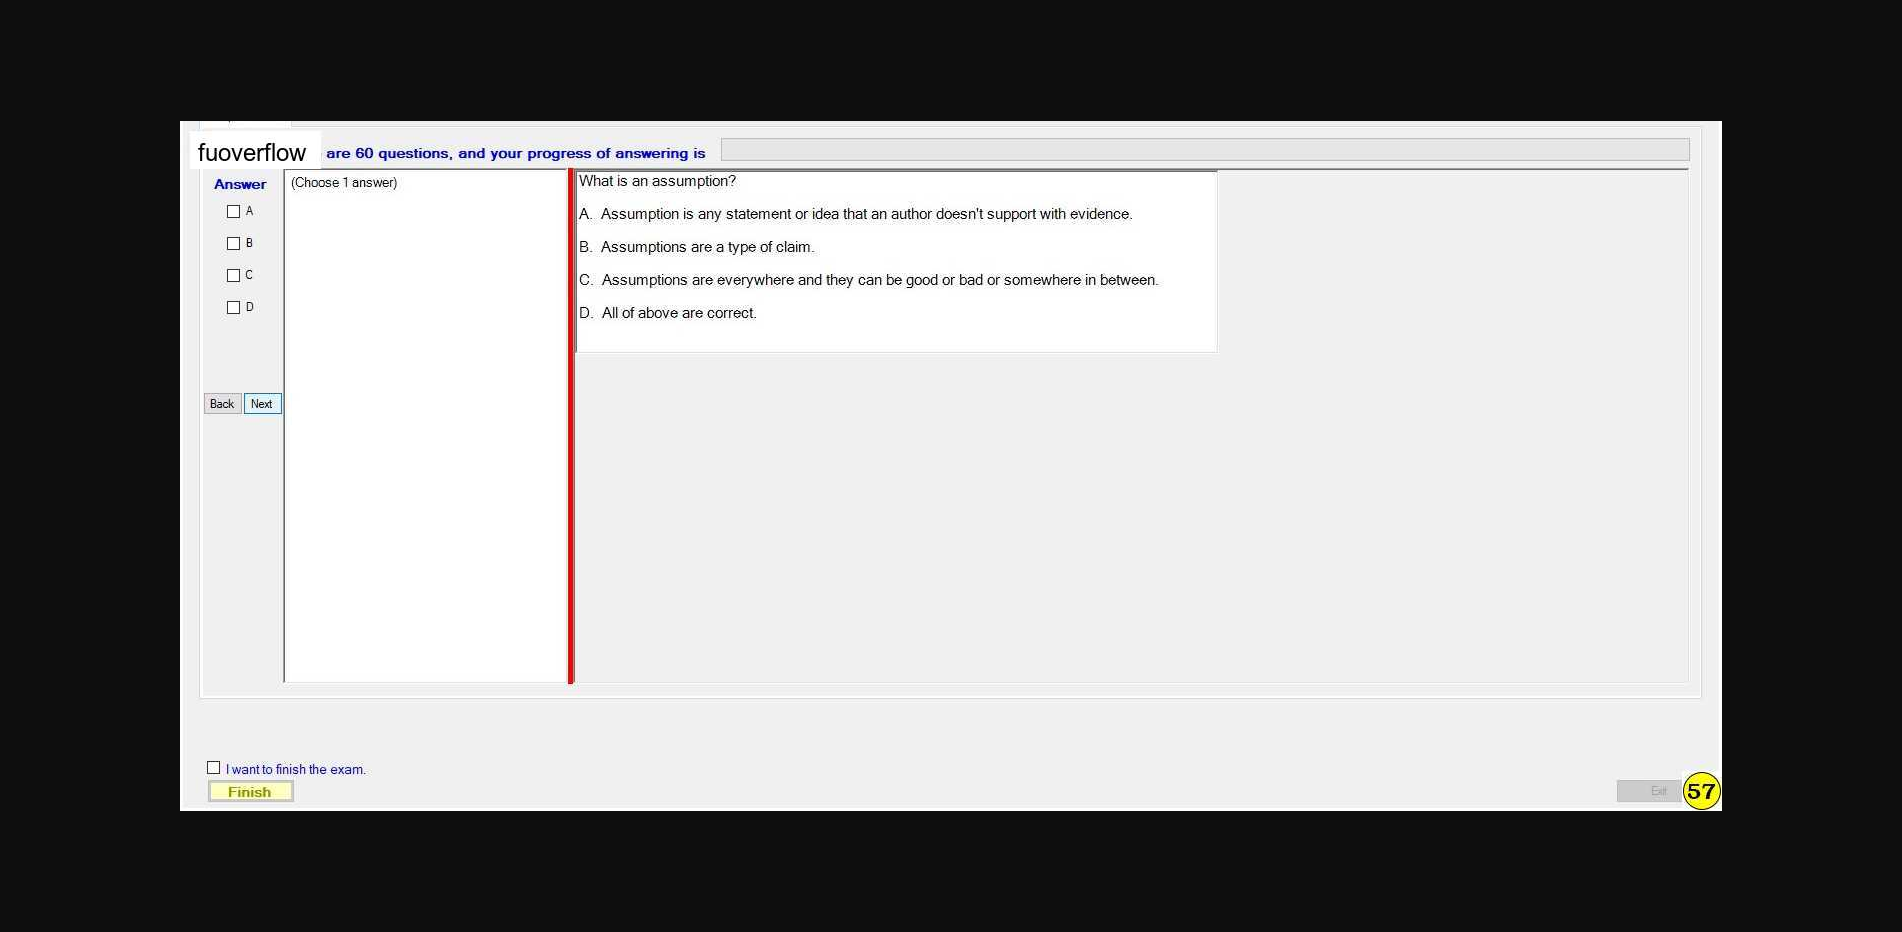 fuoverflow are 60 questions, and your progress of answering is
Answer
(Choose 1 answer)
A
B
C
D
Back Next
What is an assumption?
A. Assumption is any statement or idea that an author doesn't support with evidence.
B. Assumptions are a type of claim.
C. Assumptions are everywhere and they can be good or bad or somewhere in between.
D. All of above are correct.
I want to finish the exam.
Finish
Exit
57